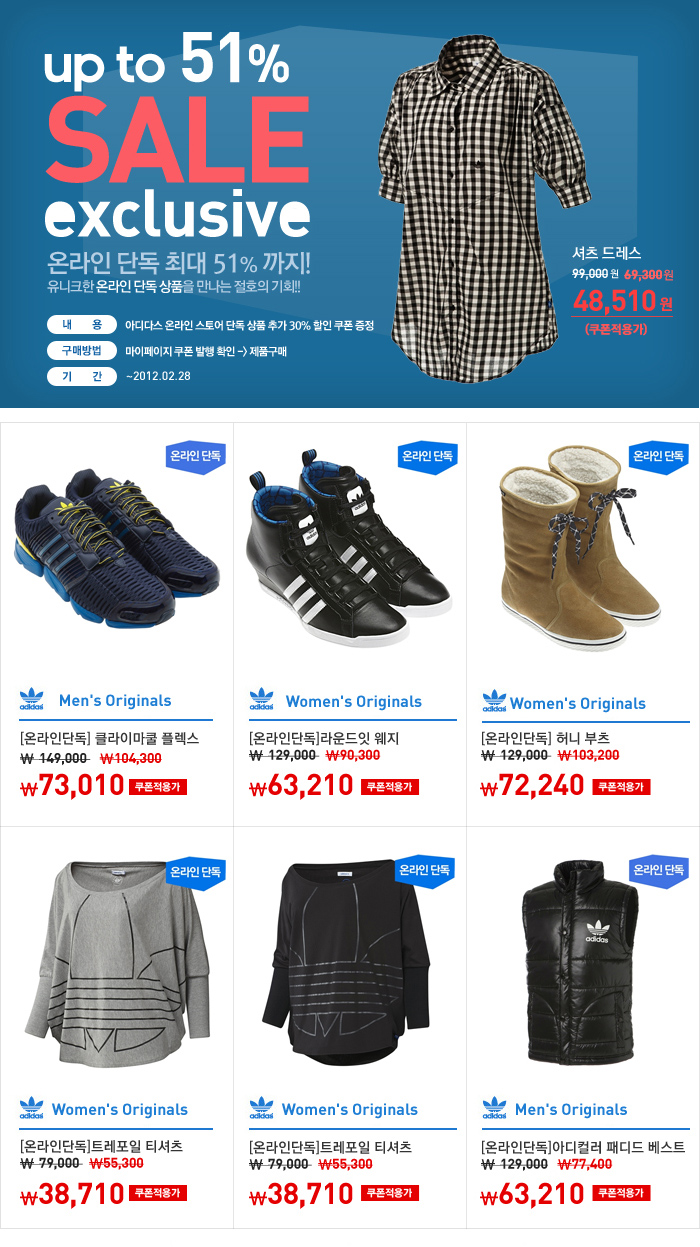 up to 51%
SALE
exclusive
온라인 단독 최대 51% 까지!
유니크한 온라인 단독 상품을 만나는 절호의 기회!!
내 용 아디다스 온라인 스토어 단독 상품 추가 30% 할인 쿠폰 증정
구매방법 마이페이지 쿠폰 발행 확인 -> 제품구매
기 간 ~2012.02.28
셔츠 드레스
99,000원 69,300원
48,510원
(쿠폰적용가)
온라인 단독
adidas
Men's Originals
[온라인단독] 클라이마쿨 플렉스
₩ 149,000 ₩104,300
₩73,010 쿠폰적용가
온라인 단독
adidas
Women's Originals
[온라인단독]라운드잇 웨지
₩ 129,000 ₩90,300
₩63,210 쿠폰적용가
온라인 단독
adidas
Women's Originals
[온라인단독] 허니 부츠
₩ 129,000 ₩103,200
₩72,240 쿠폰적용가
온라인 단독
adidas
Women's Originals
[온라인단독]트레포일 티셔츠
₩ 79,000 ₩55,300
₩38,710 쿠폰적용가
온라인 단독
adidas
Women's Originals
[온라인단독]트레포일 티셔츠
₩ 79,000 ₩55,300
₩38,710 쿠폰적용가
온라인 단독
adidas
adidas
Men's Originals
[온라인단독]아디컬러 패디드 베스트
₩ 129,000 ₩77,400
₩63,210 쿠폰적용가